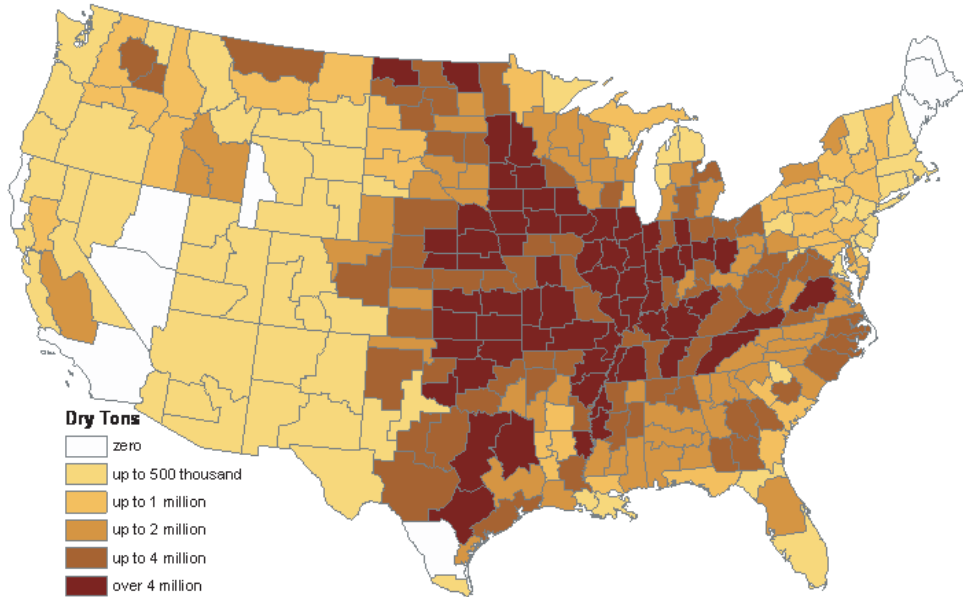 Dry Tons
zero
up to 500 thousand
up to 1 million
up to 2 million
up to 4 million
over 4 million